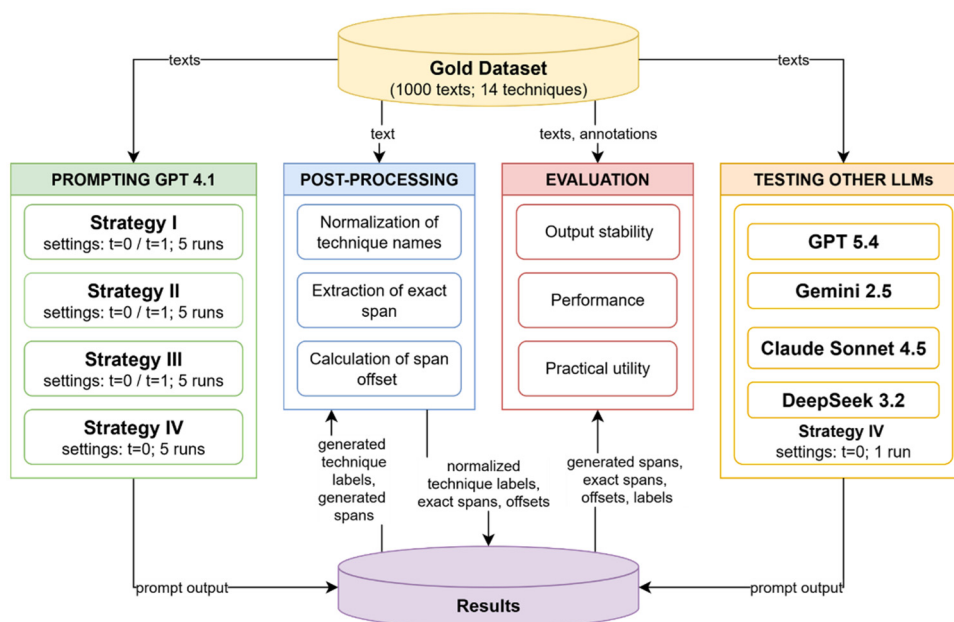 Gold Dataset
(1000 texts; 14 techniques)
texts
text
texts, annotations
texts
PROMPTING GPT 4.1
Strategy I
settings: t=0 / t=1; 5 runs
Strategy II
settings: t=0 / t=1; 5 runs
Strategy III
settings: t=0 / t=1; 5 runs
Strategy IV
settings: t=0; 5 runs
POST-PROCESSING
Normalization of
technique names
Extraction of exact
span
Calculation of span
offset
EVALUATION
Output stability
Performance
Practical utility
TESTING OTHER LLMs
GPT 5.4
Gemini 2.5
Claude Sonnet 4.5
DeepSeek 3.2
Strategy IV
settings: t=0; 1 run
generated
technique
labels,
generated
spans
normalized
technique labels,
exact spans, offsets
generated spans,
exact spans,
offsets, labels
prompt output
prompt output
Results